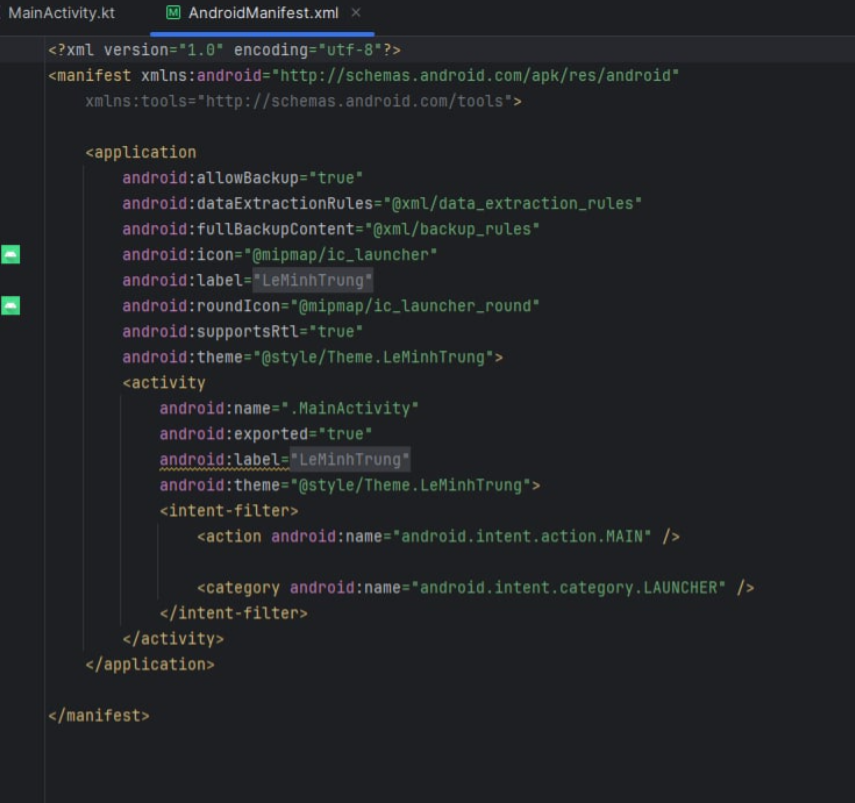 MainActivity.kt
AndroidManifest.xml
<?xml version="1.0" encoding="utf-8"?>
<manifest xmlns:android="http://schemas.android.com/apk/res/android"
    xmlns:tools="http://schemas.android.com/tools">
    <application
        android:allowBackup="true"
        android:dataExtractionRules="@xml/data_extraction_rules"
        android:fullBackupContent="@xml/backup_rules"
        android:icon="@mipmap/ic_launcher"
        android:label="LeMinhTrung"
        android:roundIcon="@mipmap/ic_launcher_round"
        android:supportsRtl="true"
        android:theme="@style/Theme.LeMinhTrung">
        <activity
            android:name=".MainActivity"
            android:exported="true"
            android:label="LeMinhTrung"
            android:theme="@style/Theme.LeMinhTrung">
            <intent-filter>
                <action android:name="android.intent.action.MAIN" />
                <category android:name="android.intent.category.LAUNCHER" />
            </intent-filter>
        </activity>
    </application>
</manifest>